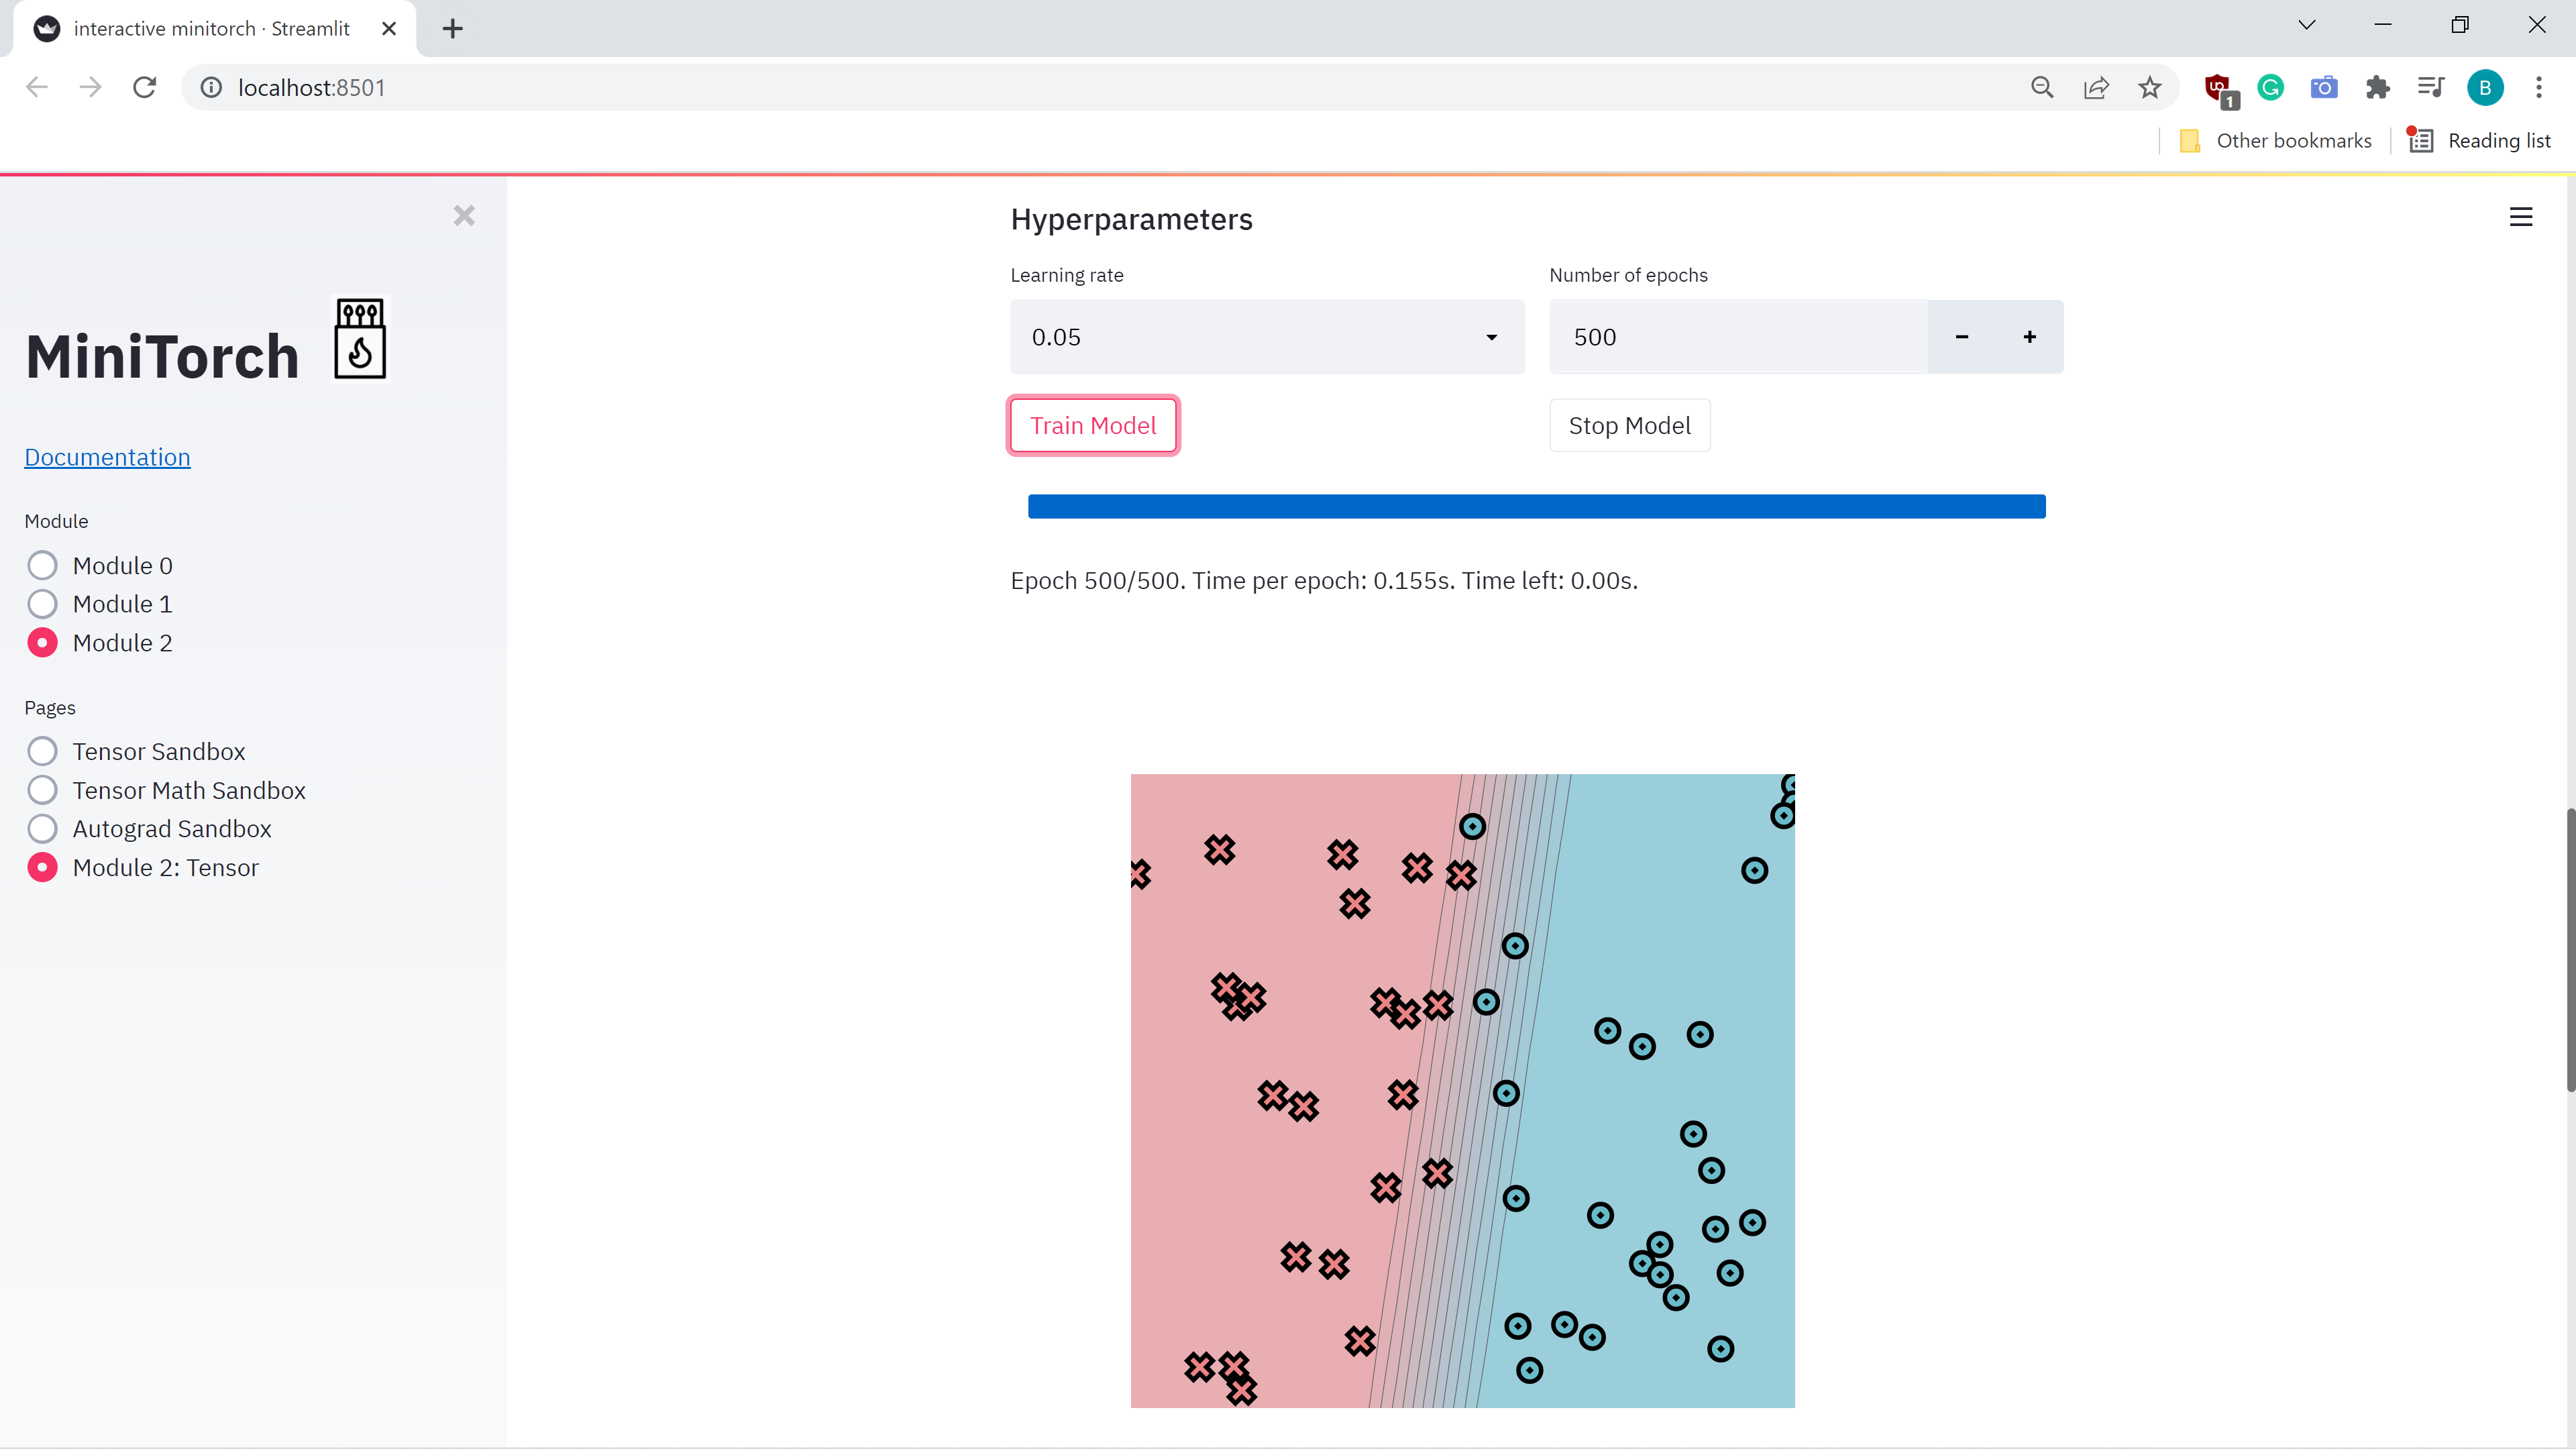 interactive minitorch · Streamlit
localhost:8501
1
G
B
Other bookmarks
Reading list
MiniTorch
Documentation
Module
Module 0
Module 1
Module 2
Pages
Tensor Sandbox
Tensor Math Sandbox
Autograd Sandbox
Module 2: Tensor
Hyperparameters
Learning rate
Number of epochs
0.05
500
Train Model
Stop Model
Epoch 500/500. Time per epoch: 0.155s. Time left: 0.00s.